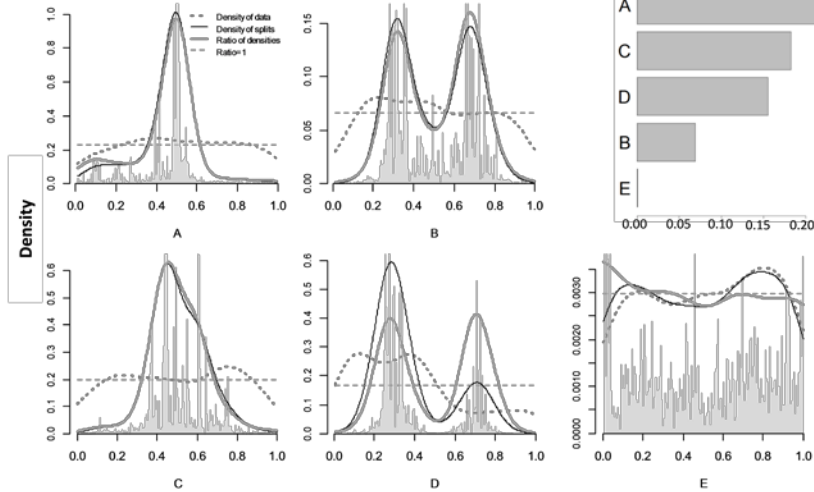 Density of data
Density of splits
Ratio of densities
Ratio=1
1.0
0.8
0.6
0.4
0.2
0.0
0.0 0.2 0.4 0.6 0.8 1.0
A
0.15
0.10
0.05
0.00
0.0 0.2 0.4 0.6 0.8 1.0
B
A
C
D
B
E
0.00 0.05 0.10 0.15 0.20
Density
0.6
0.5
0.4
0.3
0.2
0.1
0.0
0.0 0.2 0.4 0.6 0.8 1.0
C
0.6
0.5
0.4
0.3
0.2
0.1
0.0
0.0 0.2 0.4 0.6 0.8 1.0
D
0.0030
0.0020
0.0010
0.0000
0.0 0.2 0.4 0.6 0.8 1.0
E